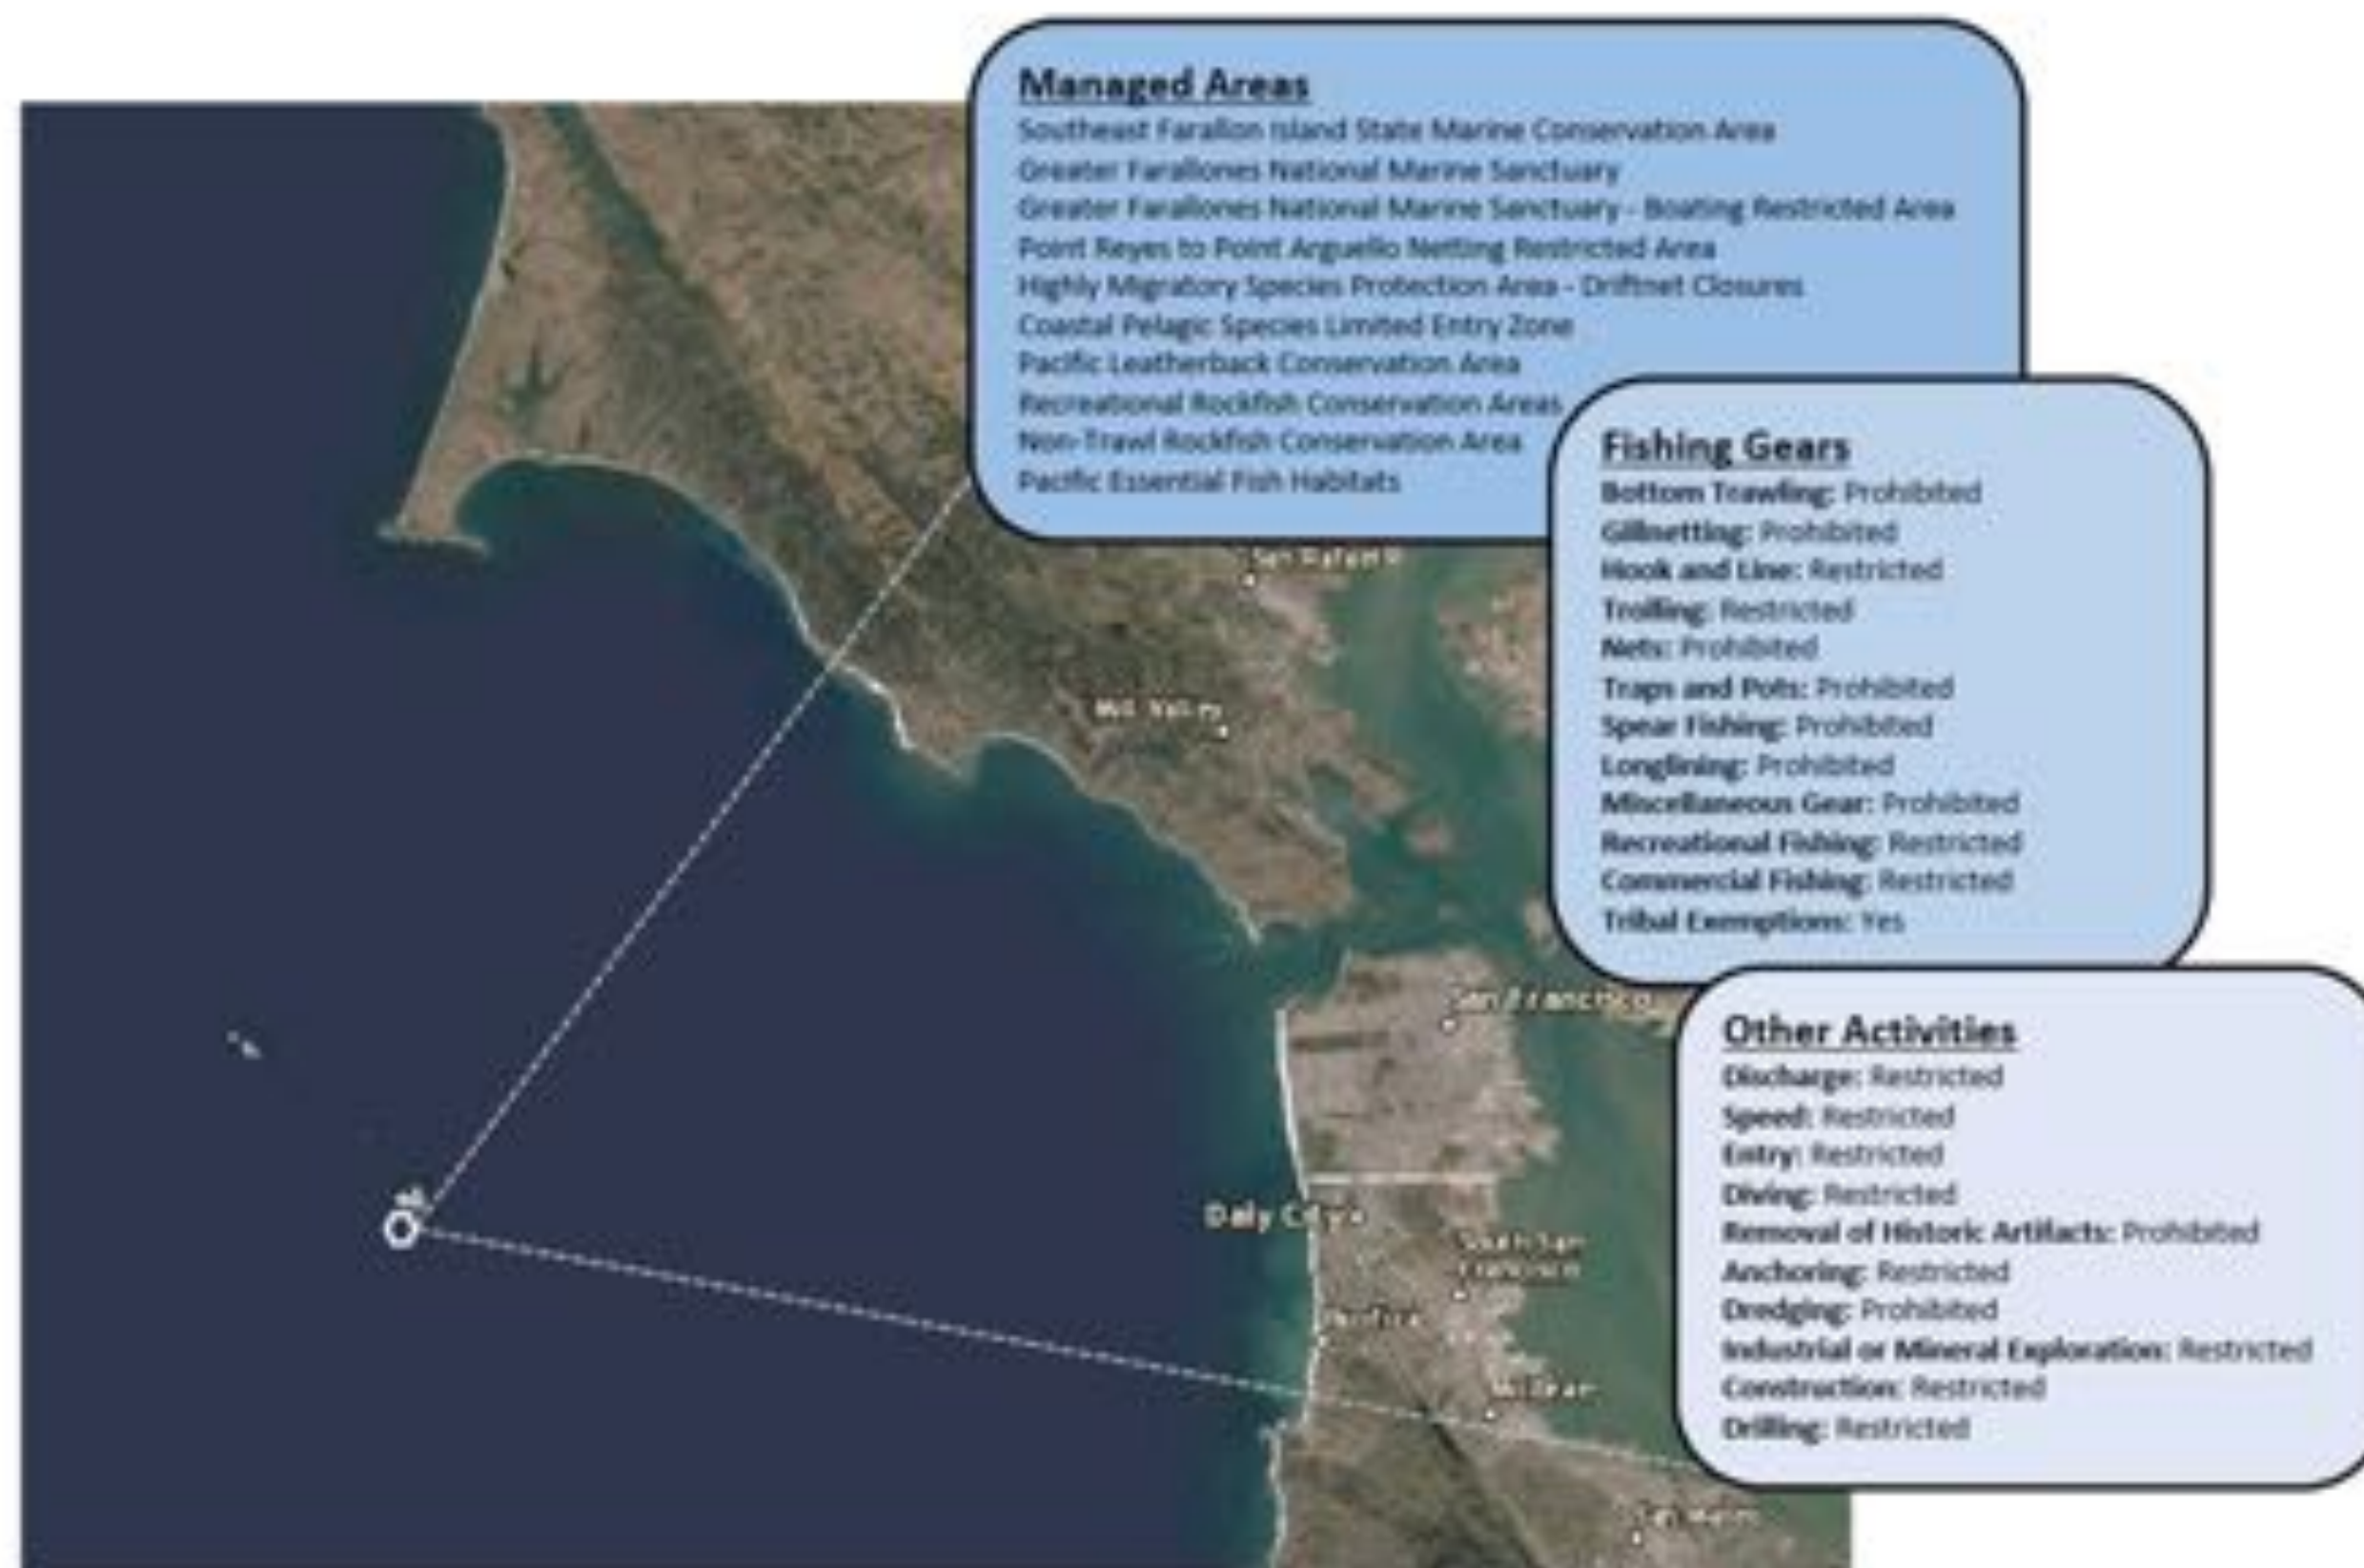 Managed Areas
Southeast Farallon Island State Marine Conservation Area
Greater Farallones National Marine Sanctuary
Greater Farallones National Marine Sanctuary - Boating Restricted Area
Point Reyes to Point Arguello Netting Restricted Area
Highly Migratory Species Protection Area - Driftnet Closures
Coastal Pelagic Species Limited Entry Zone
Pacific Leatherback Conservation Area
Recreational Rockfish Conservation Areas
Non-Trawl Rockfish Conservation Area
Pacific Essential Fish Habitats
Fishing Gears
Bottom Trawling: Prohibited
Gillnetting: Prohibited
Hook and Line: Restricted
Trolling: Restricted
Nets: Prohibited
Traps and Pots: Prohibited
Spear Fishing: Prohibited
Longlining: Prohibited
Miscellaneous Gear: Prohibited
Recreational Fishing: Restricted
Commercial Fishing: Restricted
Tribal Exemptions: Yes
Other Activities
Discharge: Restricted
Speed: Restricted
Entry: Restricted
Diving: Restricted
Removal of Historic Artifacts: Prohibited
Anchoring: Restricted
Dredging: Prohibited
Industrial or Mineral Exploration: Restricted
Construction: Restricted
Drilling: Restricted
San Rafael
Mill Valley
San Francisco
Daly City
South San
Francisco
Pacifica
San Mateo